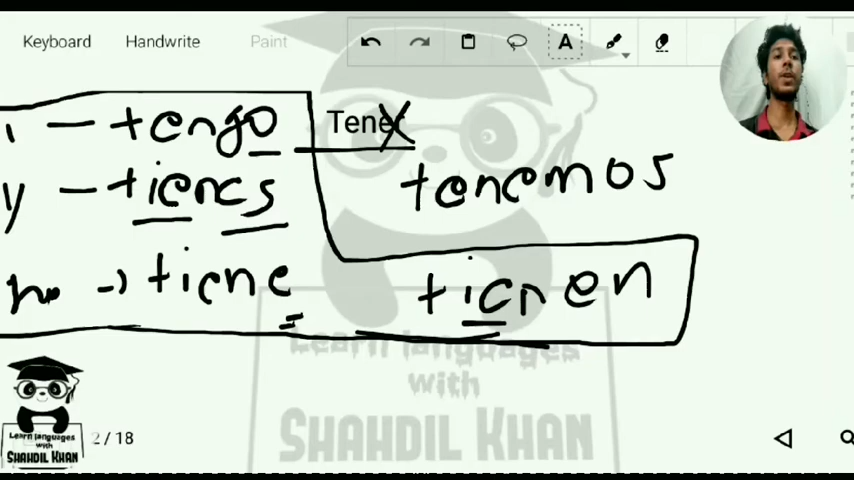 Keyboard Handwrite Paint A
— tengo
Tener
y — tienes
tenemos
→ tiene
tienen
Learn languages
with
SHAHDIL KHAN
Learn languages
with
SHAHDIL KHAN
2/18